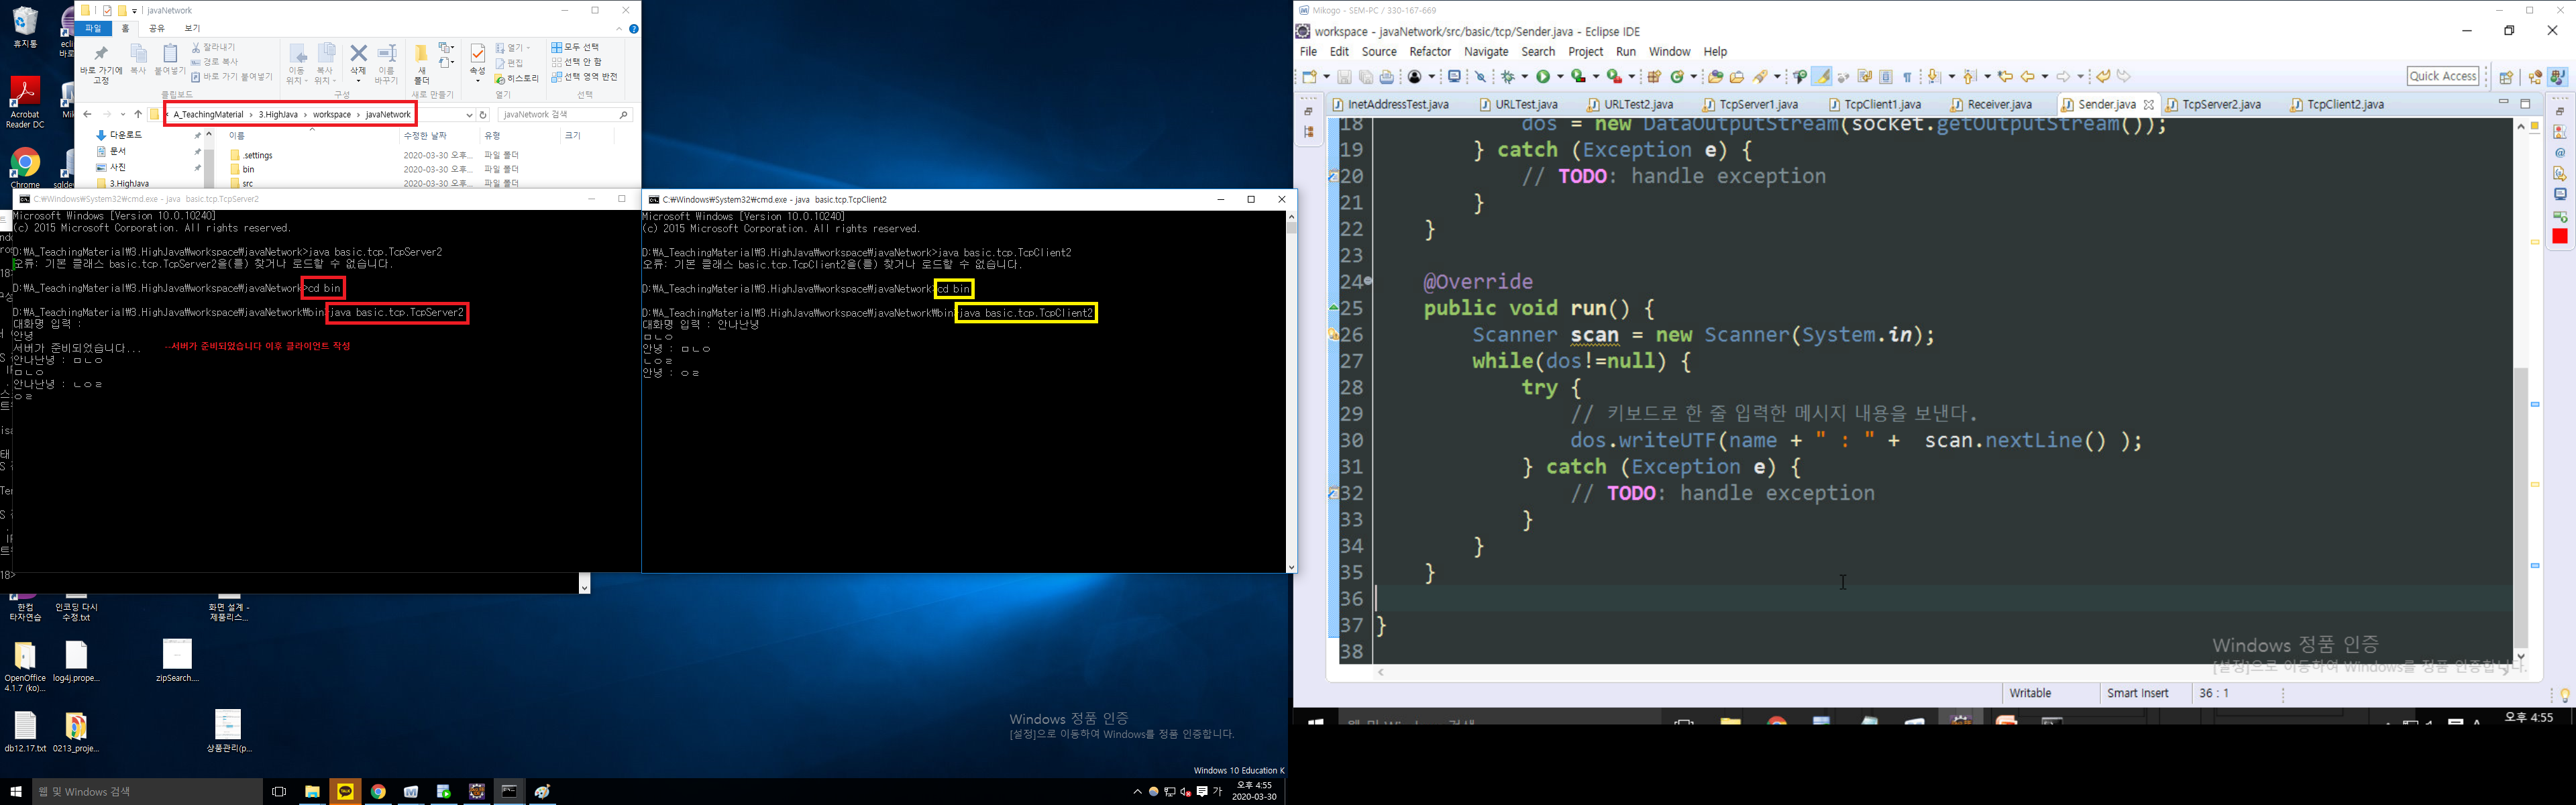 javaNetwork
파일
홈
공유
보기
바로 가기에 고정
복사
붙여넣기
잘라내기
경로 복사
바로 가기 붙여넣기
이동 위치
복사 위치
삭제
이름 바꾸기
새 폴더
속성
열기
편집
히스토리
모두 선택
선택 안 함
선택 영역 반전
클립보드
구성
새로 만들기
열기
선택
A_TeachingMaterial > 3.HighJava > workspace > javaNetwork
javaNetwork 검색
다운로드
문서
사진
3.HighJava
이름
수정한 날짜
유형
크기
.settings 2020-03-30 오후... 파일 폴더
bin 2020-03-30 오후... 파일 폴더
src 2020-03-30 오후... 파일 폴더
휴지통
Acrobat Reader DC
Chrome
C:\Windows\System32\cmd.exe - java basic.tcp.TcpServer2
Microsoft Windows [Version 10.0.10240]
(c) 2015 Microsoft Corporation. All rights reserved.
D:\A_TeachingMaterial\3.HighJava\workspace\javaNetwork>java basic.tcp.TcpServer2
오류: 기본 클래스 basic.tcp.TcpServer2을(를) 찾거나 로드할 수 없습니다.
D:\A_TeachingMaterial\3.HighJava\workspace\javaNetwork>cd bin
D:\A_TeachingMaterial\3.HighJava\workspace\javaNetwork\bin>java basic.tcp.TcpServer2
대화명 입력 :
안녕
서버가 준비되었습니다...
--서버가 준비되었습니다 이후 클라이언트 작성
안나난녕 : ㅁㄴㅇ
ㅁㄴㅇ
안나난녕 : ㄴㅇㄹ
ㅇㄹ
C:\Windows\System32\cmd.exe - java basic.tcp.TcpClient2
Microsoft Windows [Version 10.0.10240]
(c) 2015 Microsoft Corporation. All rights reserved.
D:\A_TeachingMaterial\3.HighJava\workspace\javaNetwork>java basic.tcp.TcpClient2
오류: 기본 클래스 basic.tcp.TcpClient2을(를) 찾거나 로드할 수 없습니다.
D:\A_TeachingMaterial\3.HighJava\workspace\javaNetwork>cd bin
D:\A_TeachingMaterial\3.HighJava\workspace\javaNetwork\bin>java basic.tcp.TcpClient2
대화명 입력 : 안나난녕
ㅁㄴㅇ
안녕 : ㅁㄴㅇ
ㄴㅇㄹ
안녕 : ㅇㄹ
한컴 타자연습
인코딩 다시 수정.txt
화면 설계 - 제품리스...
OpenOffice 4.1.7 (ko)...
log4j.prope...
zipSearch....
db12.17.txt
0213_proje...
상품관리(p...
Windows 정품 인증
[설정]으로 이동하여 Windows를 정품 인증합니다.
Windows 10 Education K
웹 및 Windows 검색
가
오후 4:55
2020-03-30
Mikogo - SEM-PC / 330-167-669
workspace - javaNetwork/src/basic/tcp/Sender.java - Eclipse IDE
File Edit Source Refactor Navigate Search Project Run Window Help
Quick Access
InetAddressTest.java
URLTest.java
URLTest2.java
TcpServer1.java
TcpClient1.java
Receiver.java
Sender.java
TcpServer2.java
TcpClient2.java
18 dos = new DataOutputStream(socket.getOutputStream());
19 } catch (Exception e) {
20 // TODO: handle exception
21 }
22 }
23
24 @Override
25 public void run() {
26 Scanner scan = new Scanner(System.in);
27 while(dos!=null) {
28 try {
29 // 키보드로 한 줄 입력한 메시지 내용을 보낸다.
30 dos.writeUTF(name + " : " + scan.nextLine() );
31 } catch (Exception e) {
32 // TODO: handle exception
33 }
34 }
35 }
36
37 }
38
Windows 정품 인증
[설정]으로 이동하여 Windows를 정품 인증합니다.
Writable
Smart Insert
36 : 1
오후 4:55